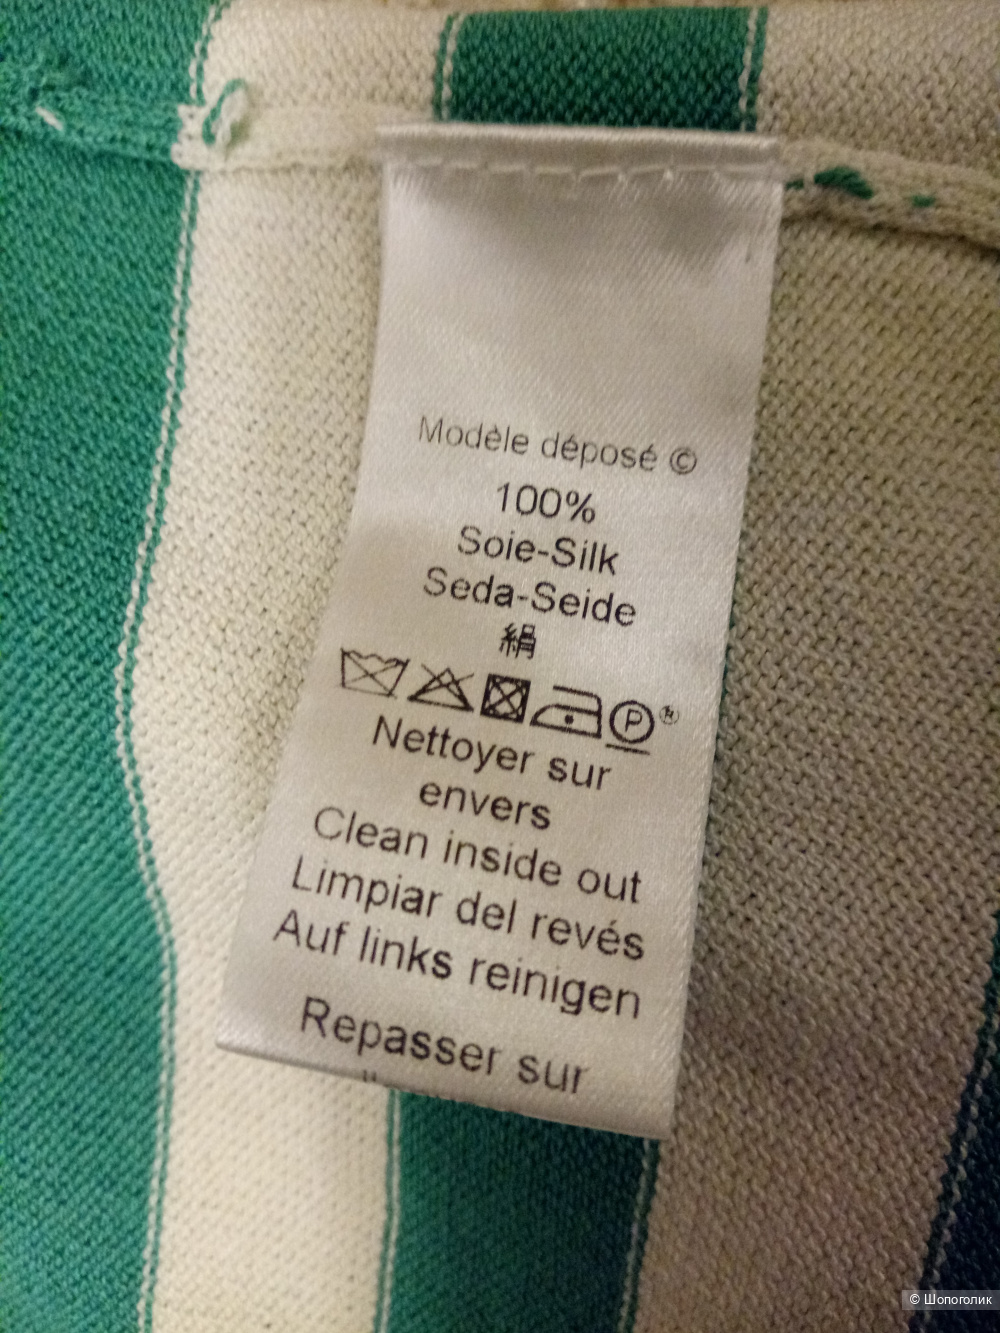 Modèle déposé ©
100%
Soie-Silk
Seda-Seide
絹
P ®
Nettoyer sur
envers
Clean inside out
Limpiar del revés
Auf links reinigen
Repasser sur
© Шопоголик